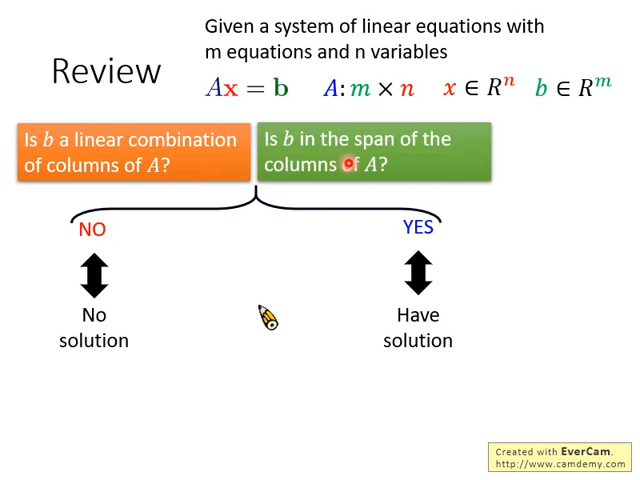 Given a system of linear equations with
m equations and n variables
Review
Ax = b A: m × n x ∈ Rⁿ b ∈ Rᵐ
Is b a linear combination
of columns of A?
Is b in the span of the
columns of A?
NO
YES
No
solution
Have
solution
Created with EverCam.
http://www.camdemy.com